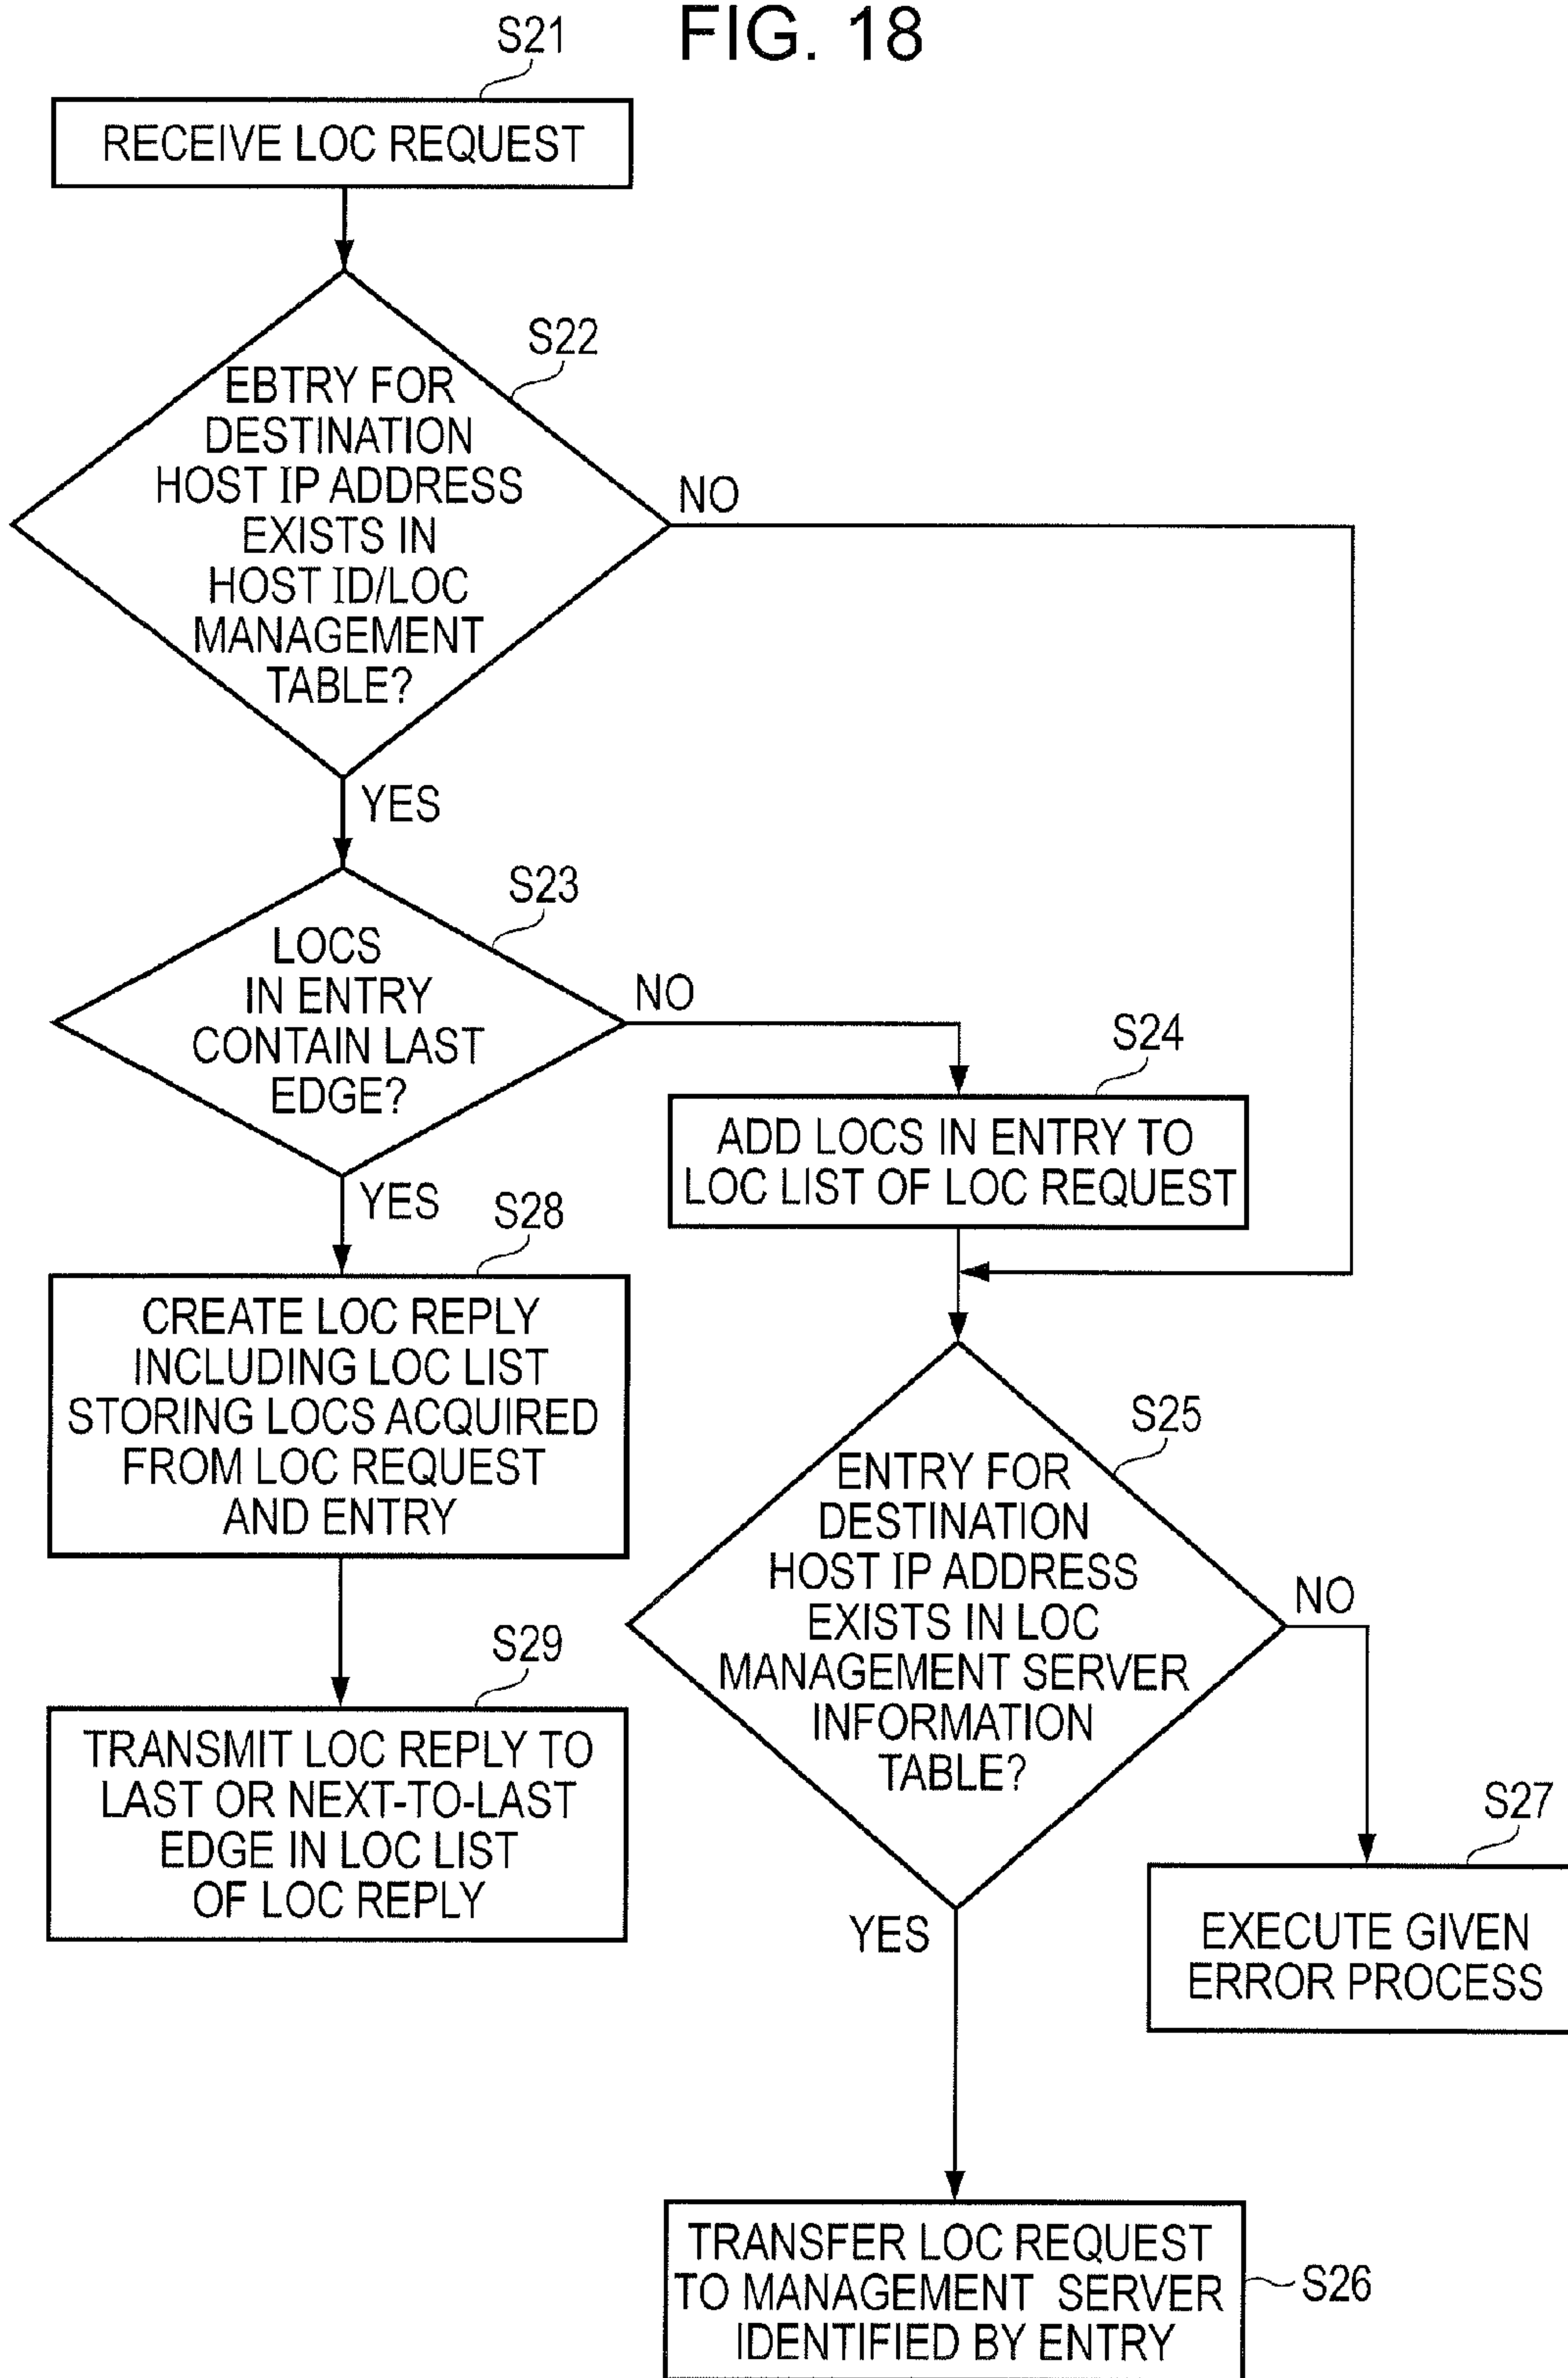 FIG. 18
S21
RECEIVE LOC REQUEST
S22
EBTRY FOR
DESTINATION
HOST IP ADDRESS
EXISTS IN
HOST ID/LOC
MANAGEMENT
TABLE?
NO
YES
S23
LOCS
IN ENTRY
CONTAIN LAST
EDGE?
NO
YES
S24
ADD LOCS IN ENTRY TO
LOC LIST OF LOC REQUEST
S28
CREATE LOC REPLY
INCLUDING LOC LIST
STORING LOCS ACQUIRED
FROM LOC REQUEST
AND ENTRY
S25
ENTRY FOR
DESTINATION
HOST IP ADDRESS
EXISTS IN LOC
MANAGEMENT SERVER
INFORMATION
TABLE?
NO
YES
S29
TRANSMIT LOC REPLY TO
LAST OR NEXT-TO-LAST
EDGE IN LOC LIST
OF LOC REPLY
S27
EXECUTE GIVEN
ERROR PROCESS
TRANSFER LOC REQUEST
TO MANAGEMENT SERVER
IDENTIFIED BY ENTRY
S26